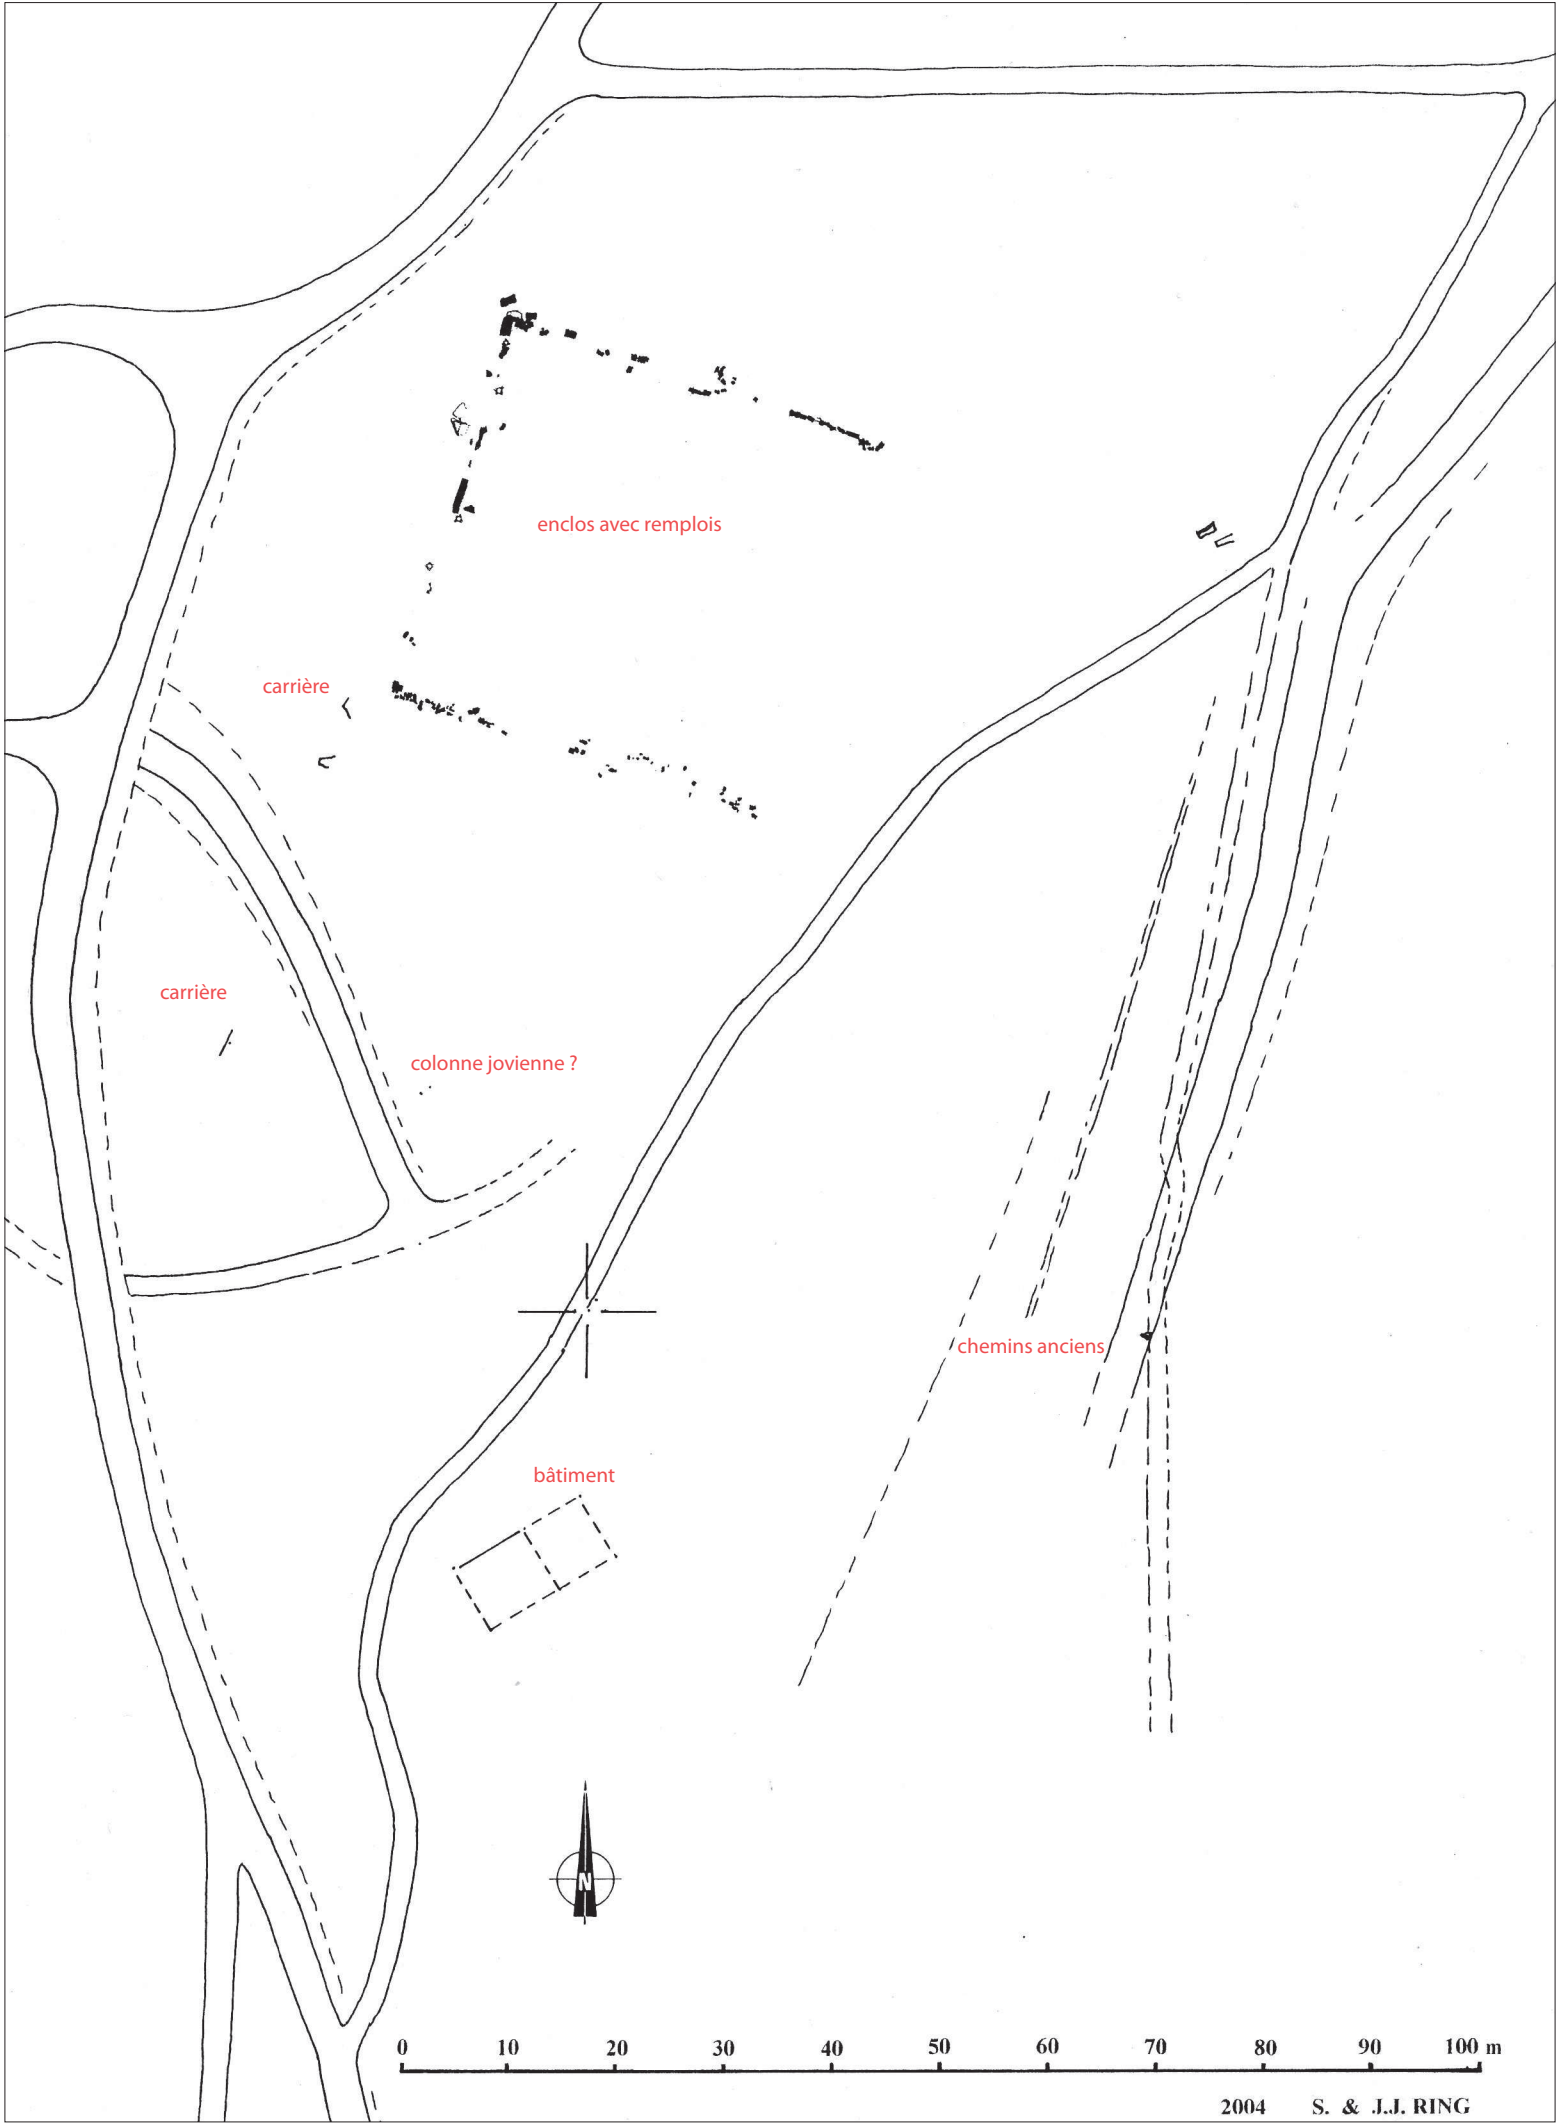 enclos avec remplois
carrière
carrière
colonne jovienne ?
chemins anciens
bâtiment
N
0 10 20 30 40 50 60 70 80 90 100 m
2004 S. & J.J. RING